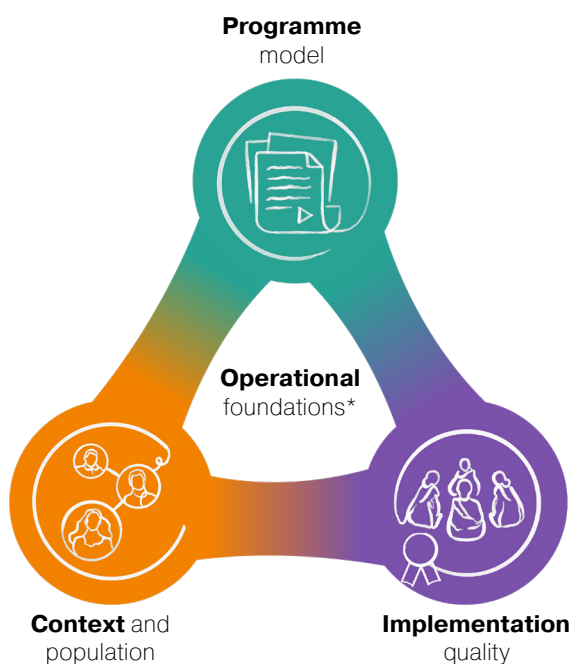 Programme
model
Operational
foundations*
Context and
population
Implementation
quality